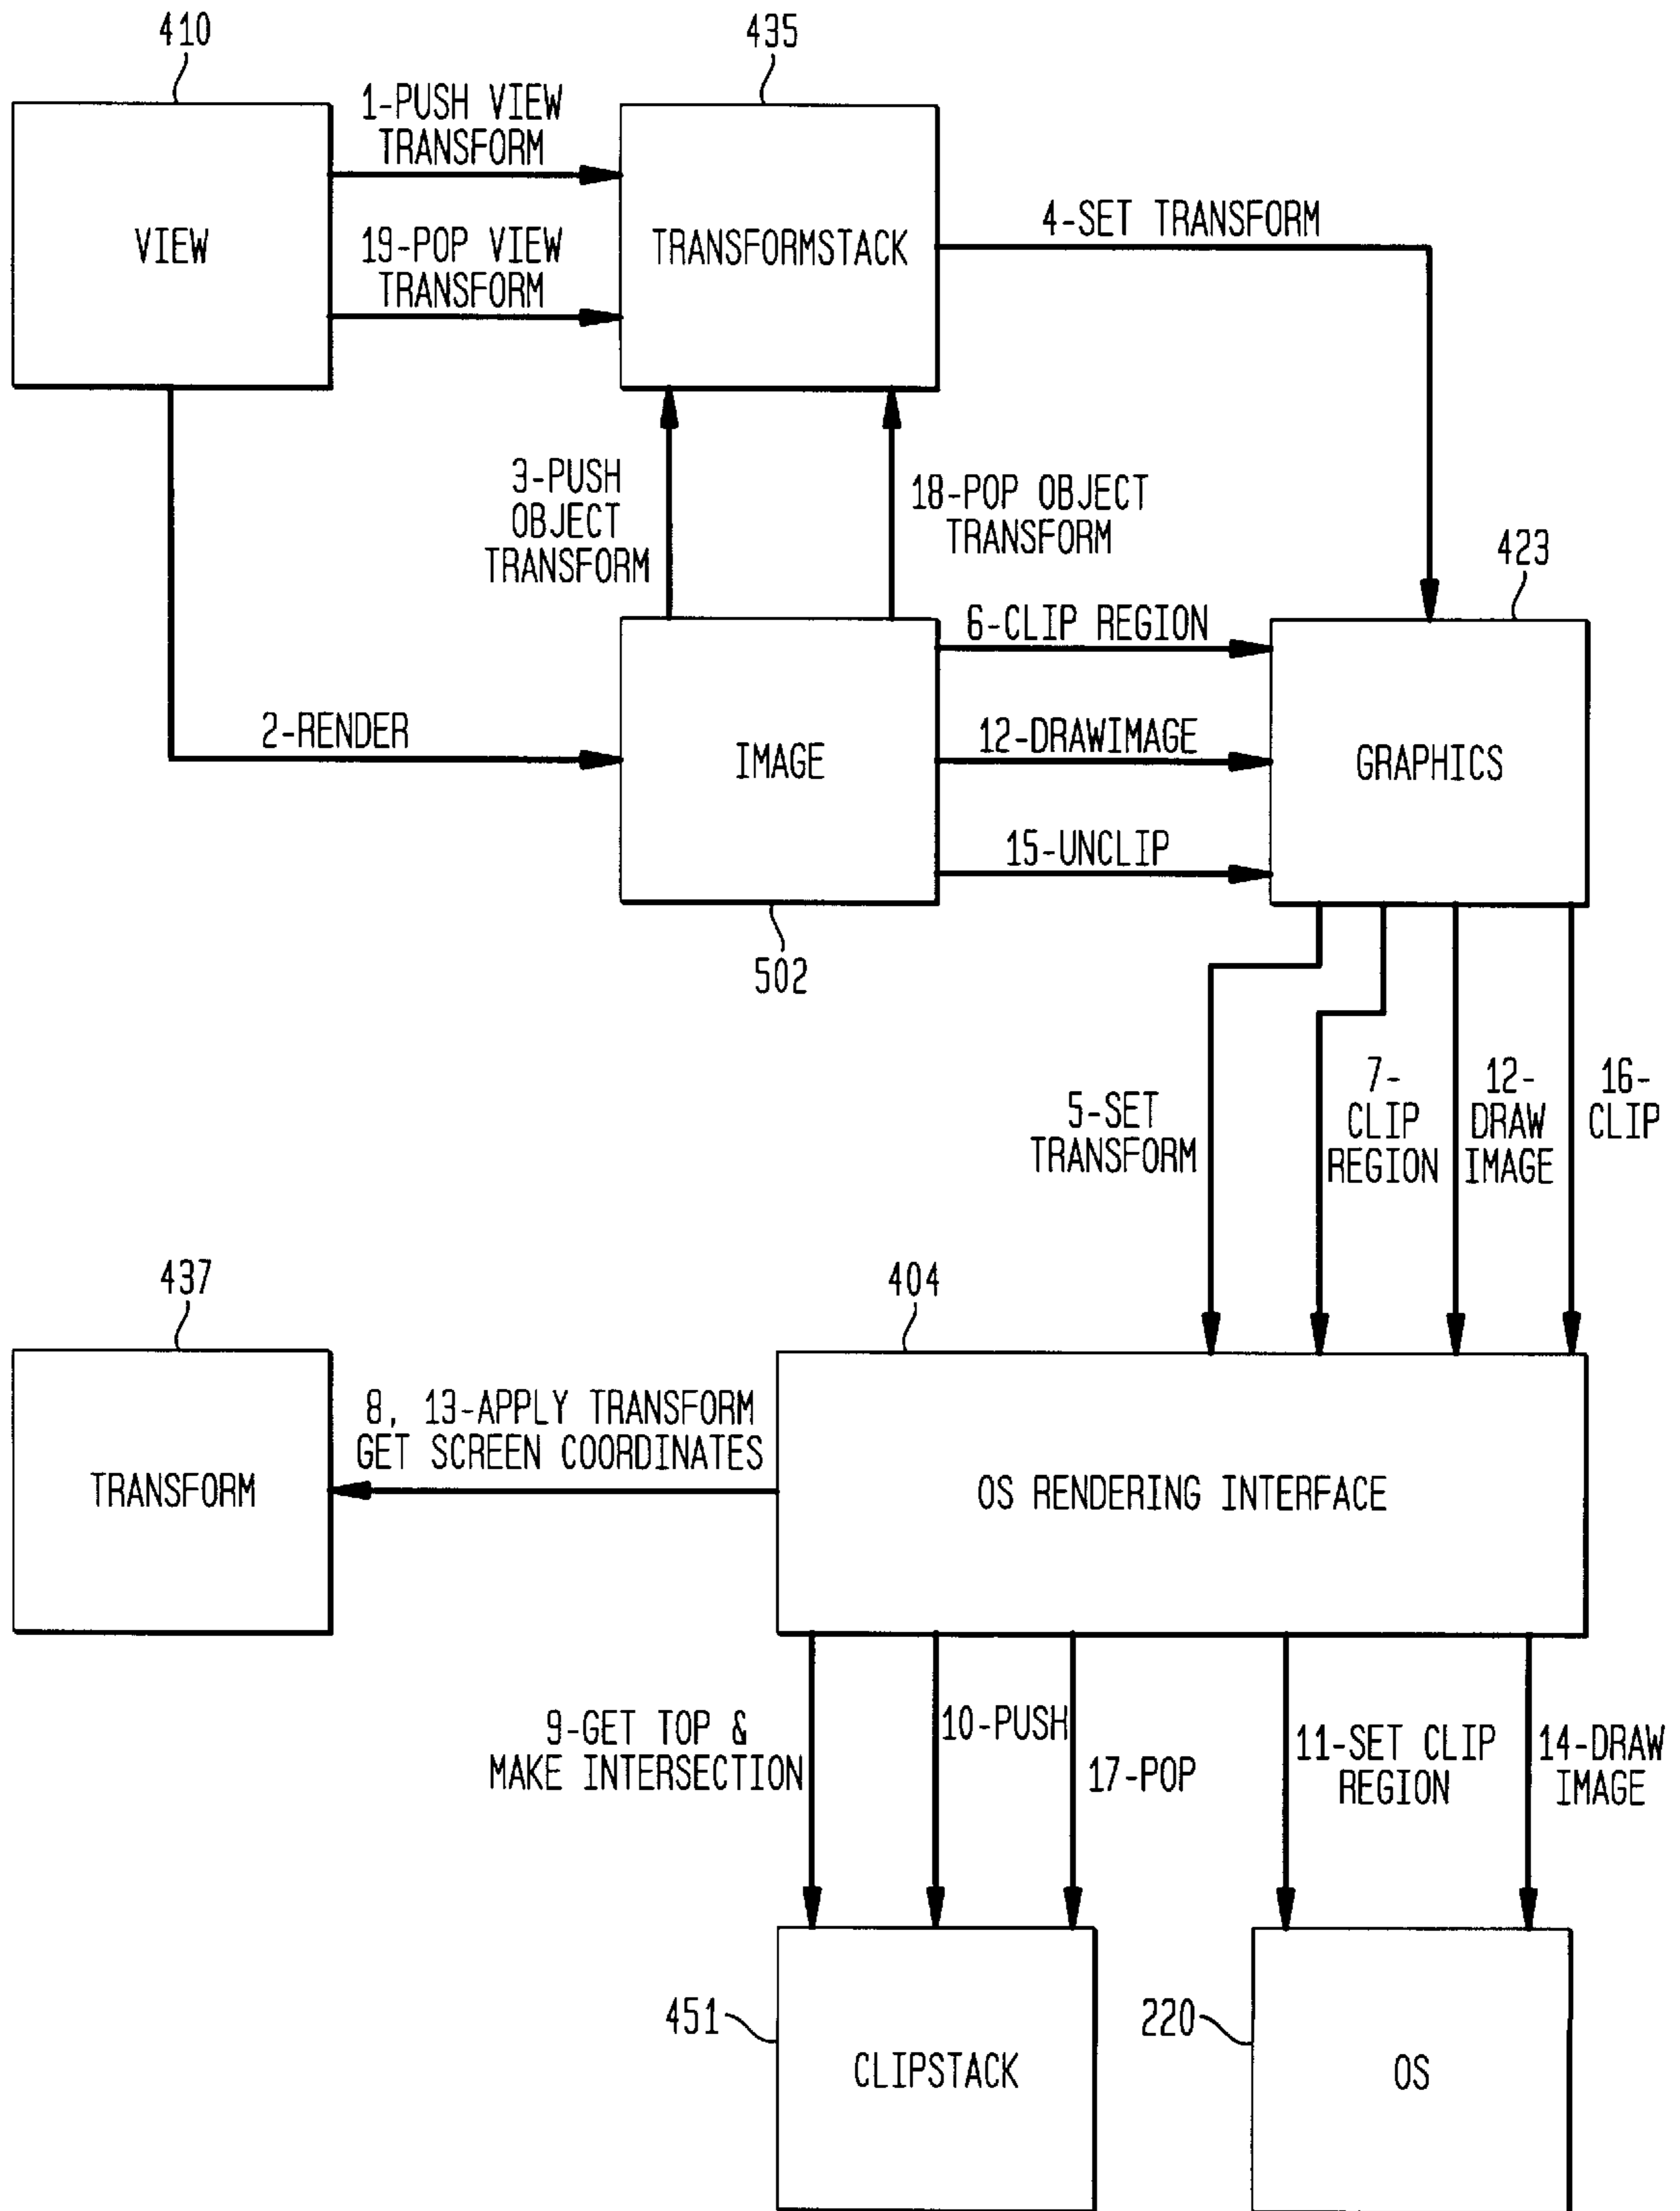 410
435
1-PUSH VIEW
TRANSFORM
VIEW
19-POP VIEW
TRANSFORM
TRANSFORMSTACK
4-SET TRANSFORM
3-PUSH
OBJECT
TRANSFORM
18-POP OBJECT
TRANSFORM
423
2-RENDER
IMAGE
502
6-CLIP REGION
12-DRAWIMAGE
15-UNCLIP
GRAPHICS
5-SET
TRANSFORM
7-
CLIP
REGION
12-
DRAW
IMAGE
16-
CLIP
437
404
TRANSFORM
8, 13-APPLY TRANSFORM
GET SCREEN COORDINATES
OS RENDERING INTERFACE
9-GET TOP &
MAKE INTERSECTION
10-PUSH
17-POP
11-SET CLIP
REGION
14-DRAW
IMAGE
451
CLIPSTACK
220
OS